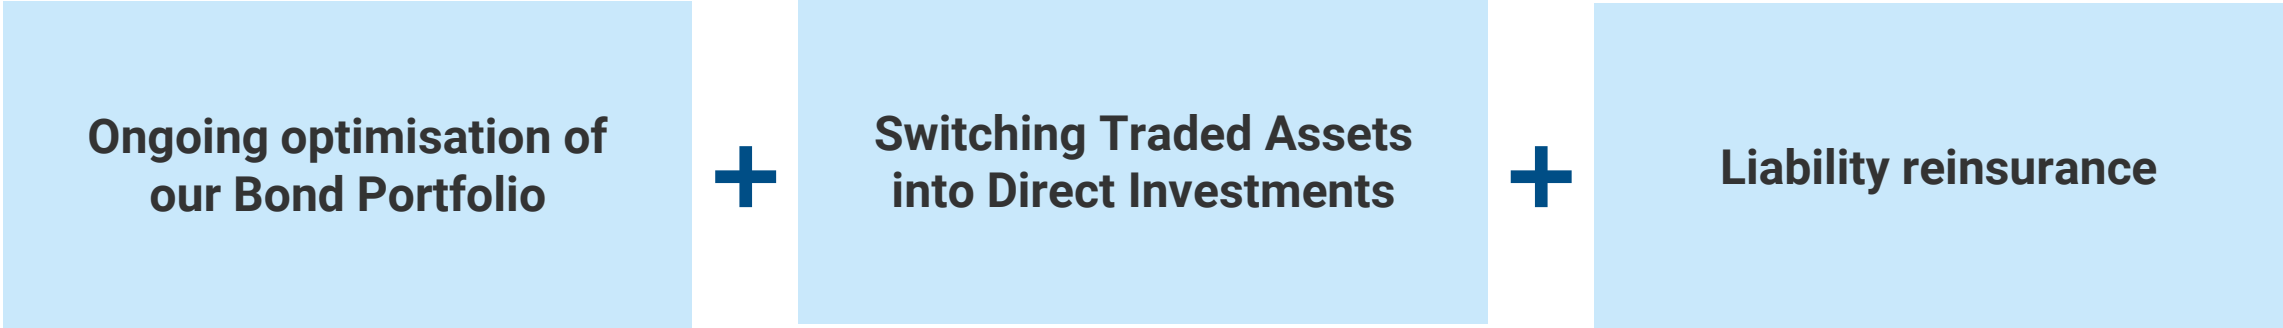 Ongoing optimisation of
our Bond Portfolio
+
Switching Traded Assets
into Direct Investments
+
Liability reinsurance